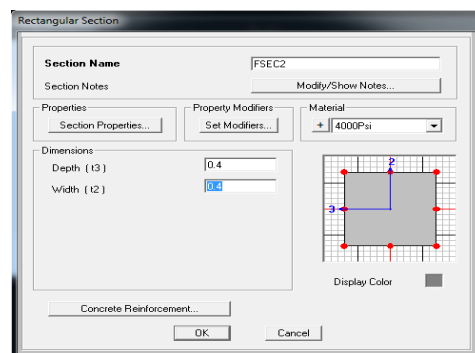 Rectangular Section
Section Name FSEC2
Section Notes Modify/Show Notes...
Properties Property Modifiers Material
Section Properties... Set Modifiers... + 4000Psi
Dimensions
Depth ( t3 ) 0.4
Width ( t2 ) 0.4
2
3
Display Color
Concrete Reinforcement...
OK Cancel